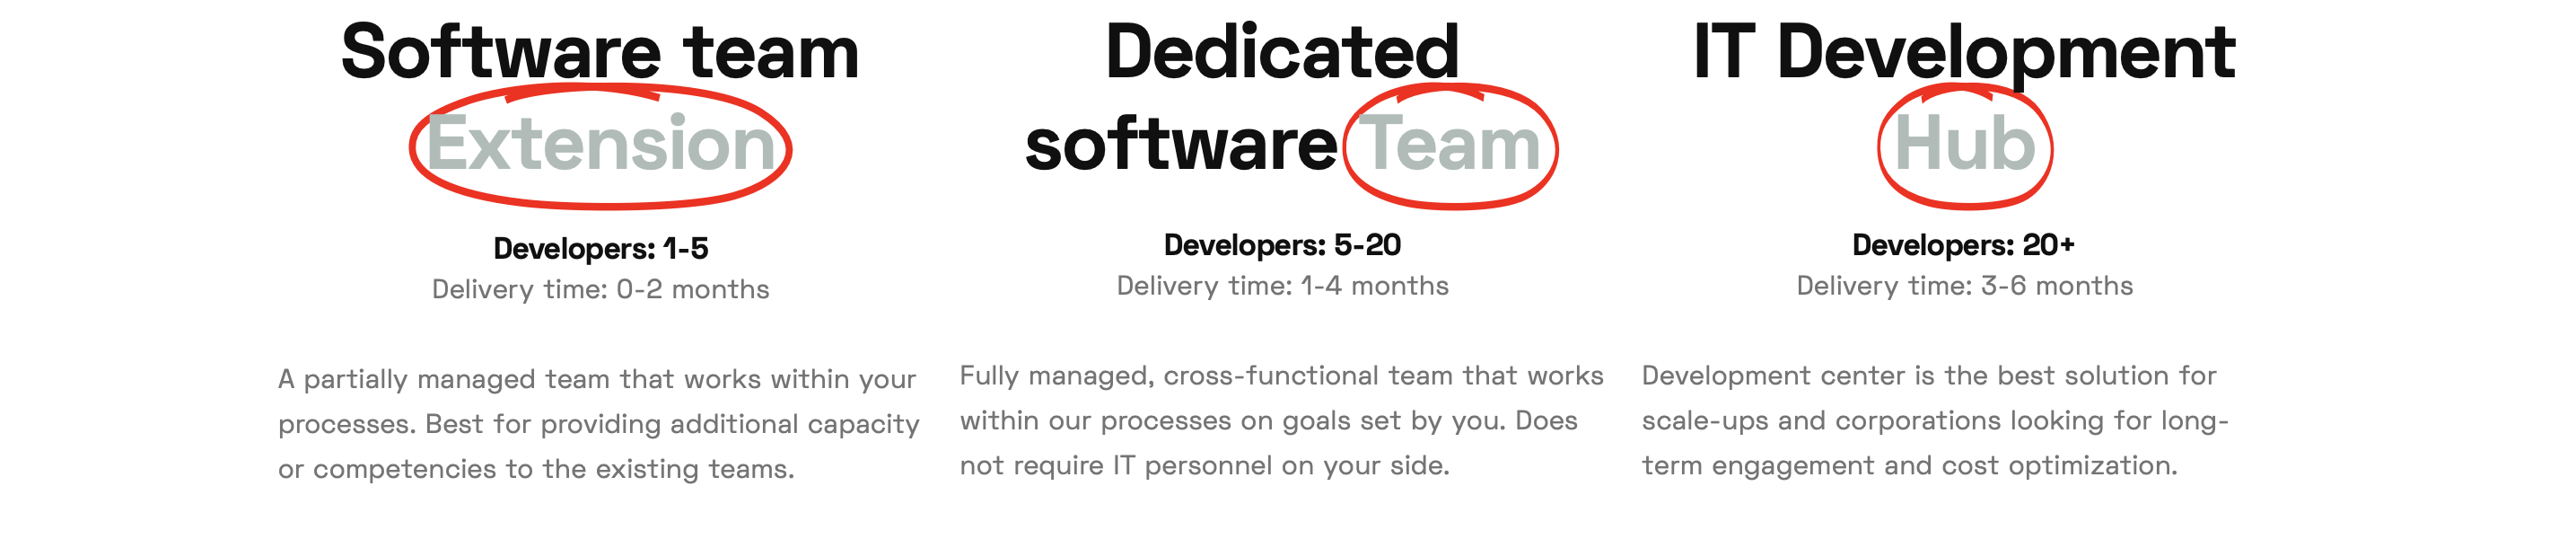 Software team
Extension
Developers: 1-5
Delivery time: 0-2 months
A partially managed team that works within your
processes. Best for providing additional capacity
or competencies to the existing teams.
Dedicated
software Team
Developers: 5-20
Delivery time: 1-4 months
Fully managed, cross-functional team that works
within our processes on goals set by you. Does
not require IT personnel on your side.
IT Development
Hub
Developers: 20+
Delivery time: 3-6 months
Development center is the best solution for
scale-ups and corporations looking for long-
term engagement and cost optimization.